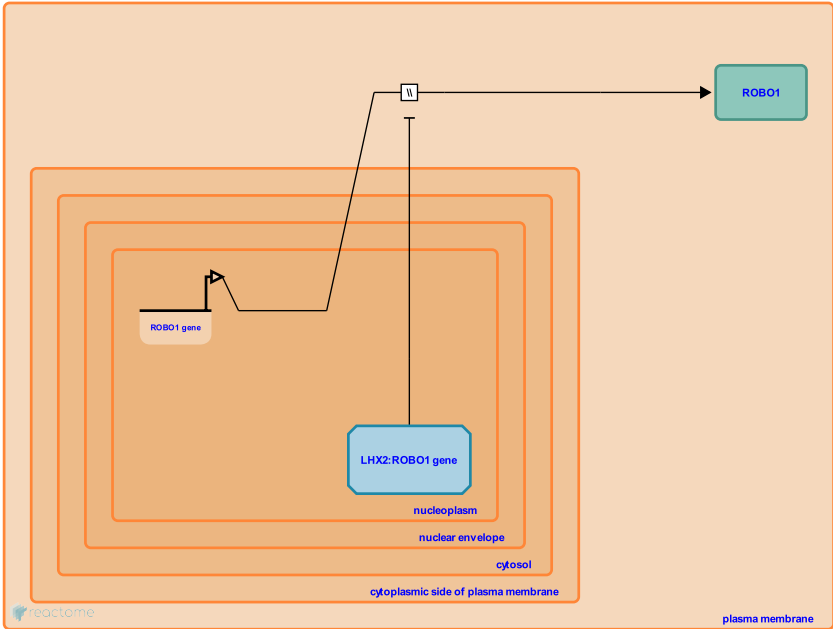 \\
ROBO1
ROBO1 gene
LHX2:ROBO1 gene
nucleoplasm
nuclear envelope
cytosol
cytoplasmic side of plasma membrane
reactome
plasma membrane